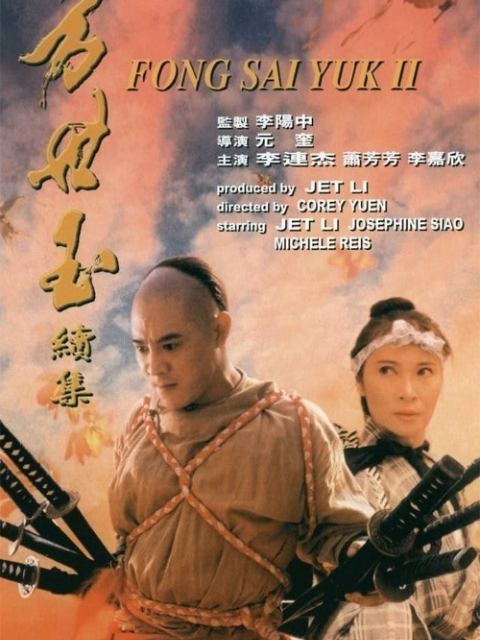 方世玉
續集
FONG SAI YUK II
監製 李陽中
導演 元 奎
主演 李連杰 蕭芳芳 李嘉欣
produced by JET LI
directed by COREY YUEN
starring JET LI JOSEPHINE SIAO
MICHELE REIS